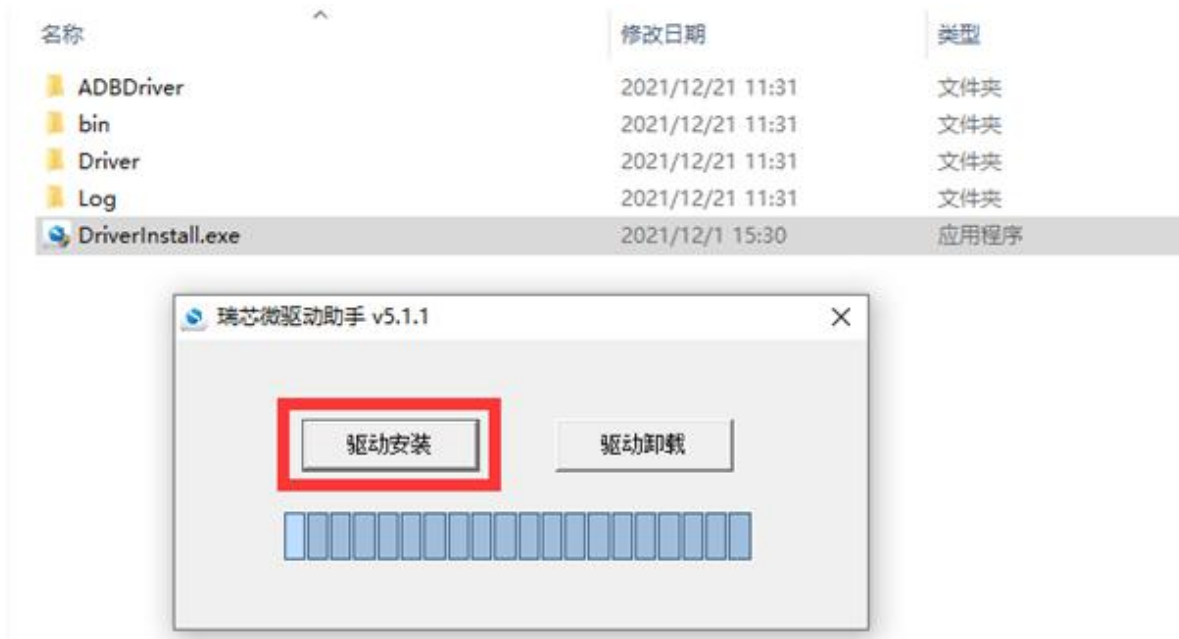 名称 修改日期 类型
ADBDriver 2021/12/21 11:31 文件夹
bin 2021/12/21 11:31 文件夹
Driver 2021/12/21 11:31 文件夹
Log 2021/12/21 11:31 文件夹
DriverInstall.exe 2021/12/1 15:30 应用程序
瑞芯微驱动助手 v5.1.1
驱动安装 驱动卸载